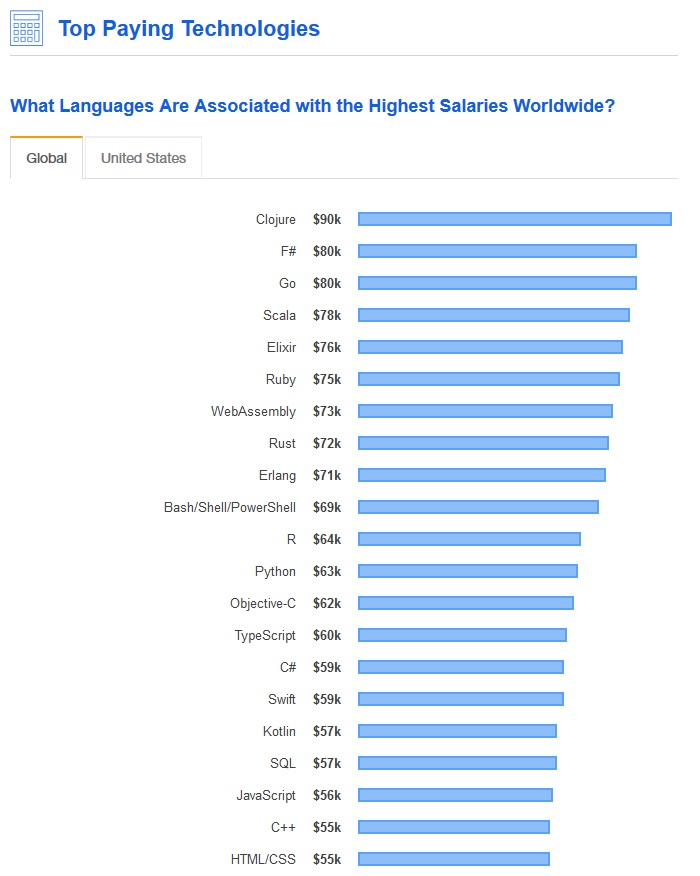 Top Paying Technologies
What Languages Are Associated with the Highest Salaries Worldwide?
Global United States
Clojure $90k
F# $80k
Go $80k
Scala $78k
Elixir $76k
Ruby $75k
WebAssembly $73k
Rust $72k
Erlang $71k
Bash/Shell/PowerShell $69k
R $64k
Python $63k
Objective-C $62k
TypeScript $60k
C# $59k
Swift $59k
Kotlin $57k
SQL $57k
JavaScript $56k
C++ $55k
HTML/CSS $55k